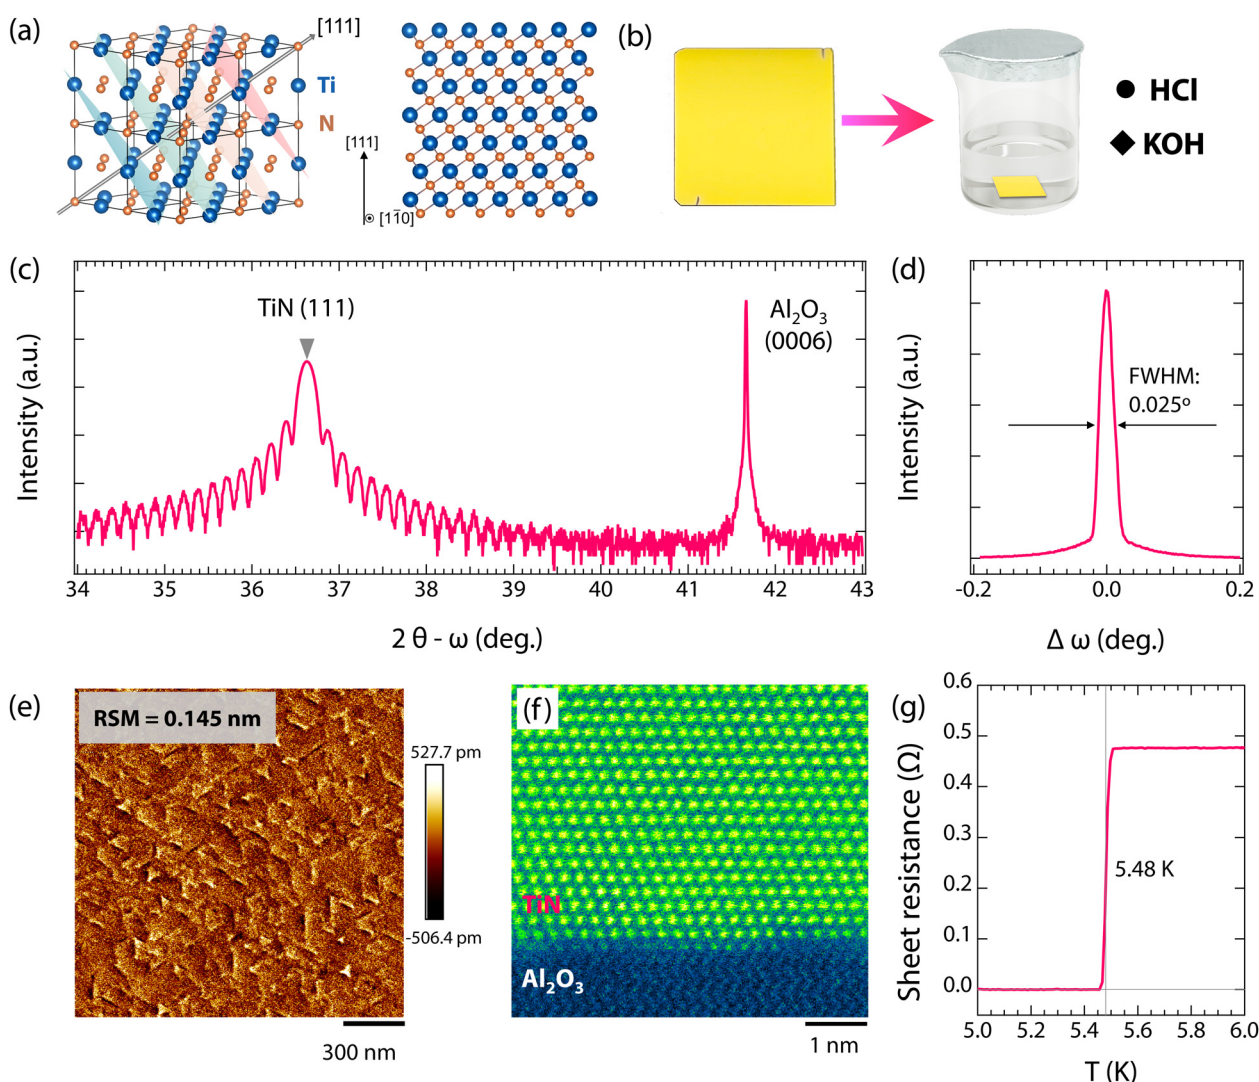 (a)
[111]
Ti
N
[111]
[11̄0]
(b)
HCl
KOH
(c)
TiN (111)
Al₂O₃
(0006)
Intensity (a.u.)
34 35 36 37 38 39 40 41 42 43
2 θ - ω (deg.)
(d)
FWHM:
0.025º
Intensity (a.u.)
-0.2 0.0 0.2
Δ ω (deg.)
(e)
RSM = 0.145 nm
527.7 pm
-506.4 pm
300 nm
(f)
TiN
Al₂O₃
1 nm
(g)
0.6
0.5
0.4
0.3
0.2
0.1
0.0
Sheet resistance (Ω)
5.48 K
5.0 5.2 5.4 5.6 5.8 6.0
T (K)